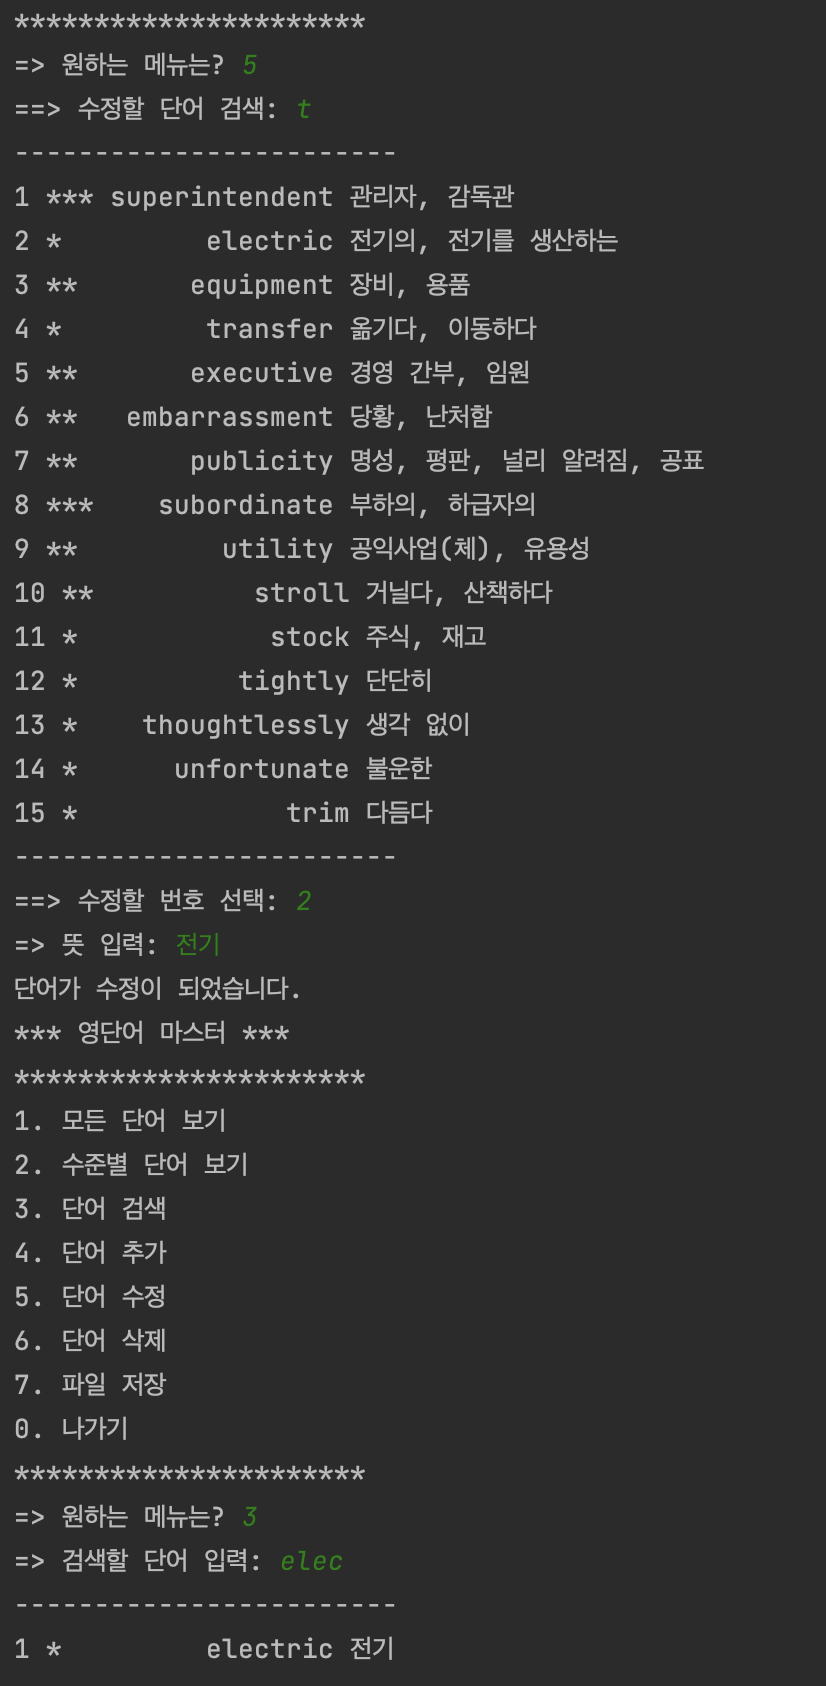 **********************
=> 원하는 메뉴는? 5
==> 수정할 단어 검색: t
------------------------
1 *** superintendent 관리자, 감독관
2 *         electric 전기의, 전기를 생산하는
3 **       equipment 장비, 용품
4 *         transfer 옮기다, 이동하다
5 **       executive 경영 간부, 임원
6 **   embarrassment 당황, 난처함
7 **       publicity 명성, 평판, 널리 알려짐, 공표
8 ***    subordinate 부하의, 하급자의
9 **         utility 공익사업(체), 유용성
10 **          stroll 거닐다, 산책하다
11 *            stock 주식, 재고
12 *          tightly 단단히
13 *    thoughtlessly 생각 없이
14 *      unfortunate 불운한
15 *             trim 다듬다
------------------------
==> 수정할 번호 선택: 2
=> 뜻 입력: 전기
단어가 수정이 되었습니다.
*** 영단어 마스터 ***
**********************
1. 모든 단어 보기
2. 수준별 단어 보기
3. 단어 검색
4. 단어 추가
5. 단어 수정
6. 단어 삭제
7. 파일 저장
0. 나가기
**********************
=> 원하는 메뉴는? 3
=> 검색할 단어 입력: elec
------------------------
1 *         electric 전기